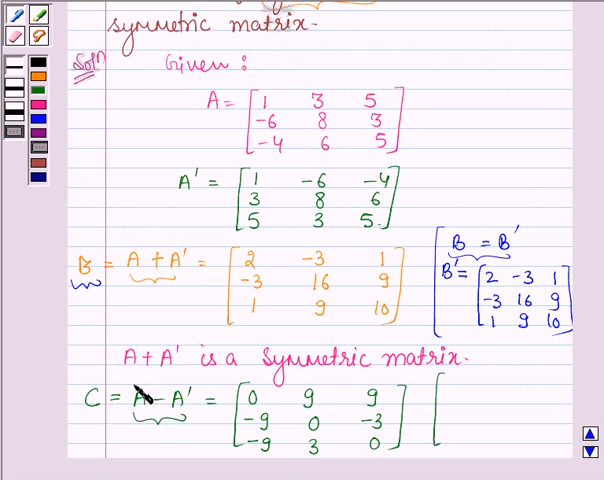 symmetric matrix.
Soln Given :
A = [ 1 3 5
-6 8 3
-4 6 5 ]
A' = [ 1 -6 -4
3 8 6
5 3 5 ]
B = A + A' = [ 2 -3 1
-3 16 9
1 9 10 ]
[ B = B'
B' = [ 2 -3 1
-3 16 9
1 9 10 ]
A + A' is a symmetric matrix.
C = A - A' = [ 0 9 9
-9 0 -3
-9 3 0 ] [